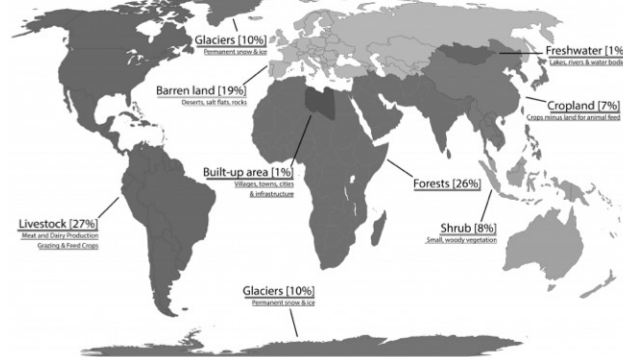 Glaciers [10%]
Permanent snow & ice
Freshwater [1%
Lakes, rivers & water bodie
Barren land [19%]
Deserts, salt flats, rocks
Cropland [7%]
Crops minus land for animal feed
Built-up area [1%]
Villages, towns, cities
& infrastructure
Forests [26%]
Livestock [27%]
Meat and Dairy Production
Grazing & Feed Crops
Shrub [8%]
Small, woody vegetation
Glaciers [10%]
Permanent snow & ice